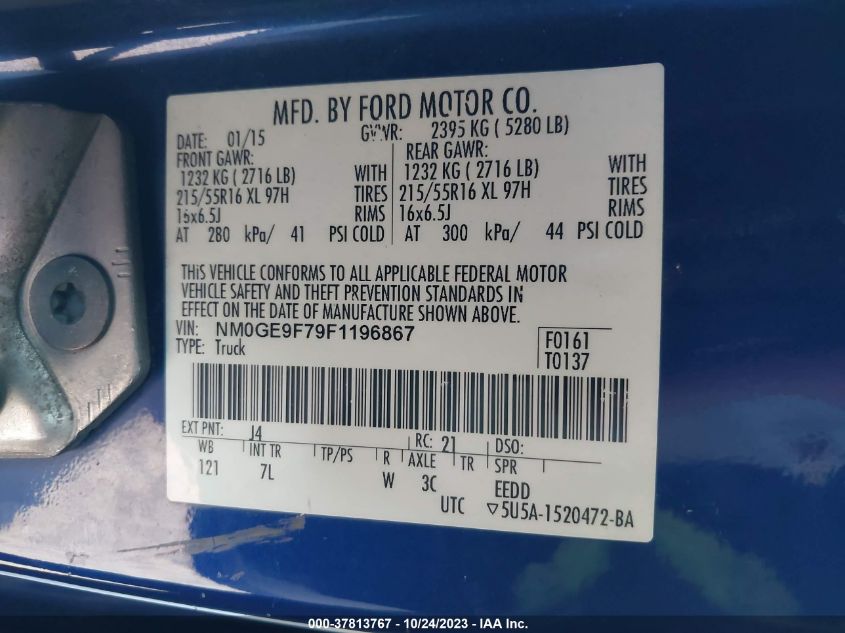 MFD. BY FORD MOTOR CO.
DATE: 01/15 GVWR: 2395 KG ( 5280 LB)
FRONT GAWR: REAR GAWR:
1232 KG ( 2716 LB) WITH 1232 KG ( 2716 LB) WITH
215/55R16 XL 97H TIRES 215/55R16 XL 97H TIRES
16x6.5J RIMS 16x6.5J RIMS
AT 280 kPa/ 41 PSI COLD AT 300 kPa/ 44 PSI COLD
THIS VEHICLE CONFORMS TO ALL APPLICABLE FEDERAL MOTOR
VEHICLE SAFETY AND THEFT PREVENTION STANDARDS IN
EFFECT ON THE DATE OF MANUFACTURE SHOWN ABOVE.
VIN: NM0GE9F79F1196867 F0161
TYPE: Truck T0137
EXT PNT: J4 RC: 21 DSO:
WB INT TR TP/PS R AXLE TR SPR
121 7L W 3C EEDD
UTC ▽5U5A-1520472-BA
000-37813767 - 10/24/2023 - IAA Inc.